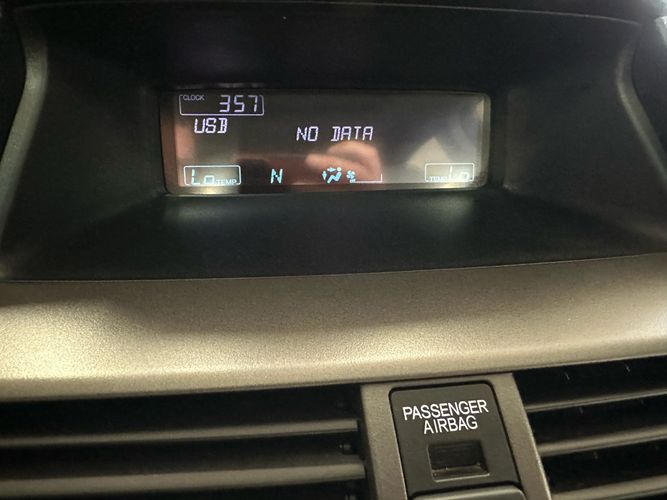 CLOCK 357
USB
NO DATA
Lo TEMP N TEMP Lo
PASSENGER
AIRBAG